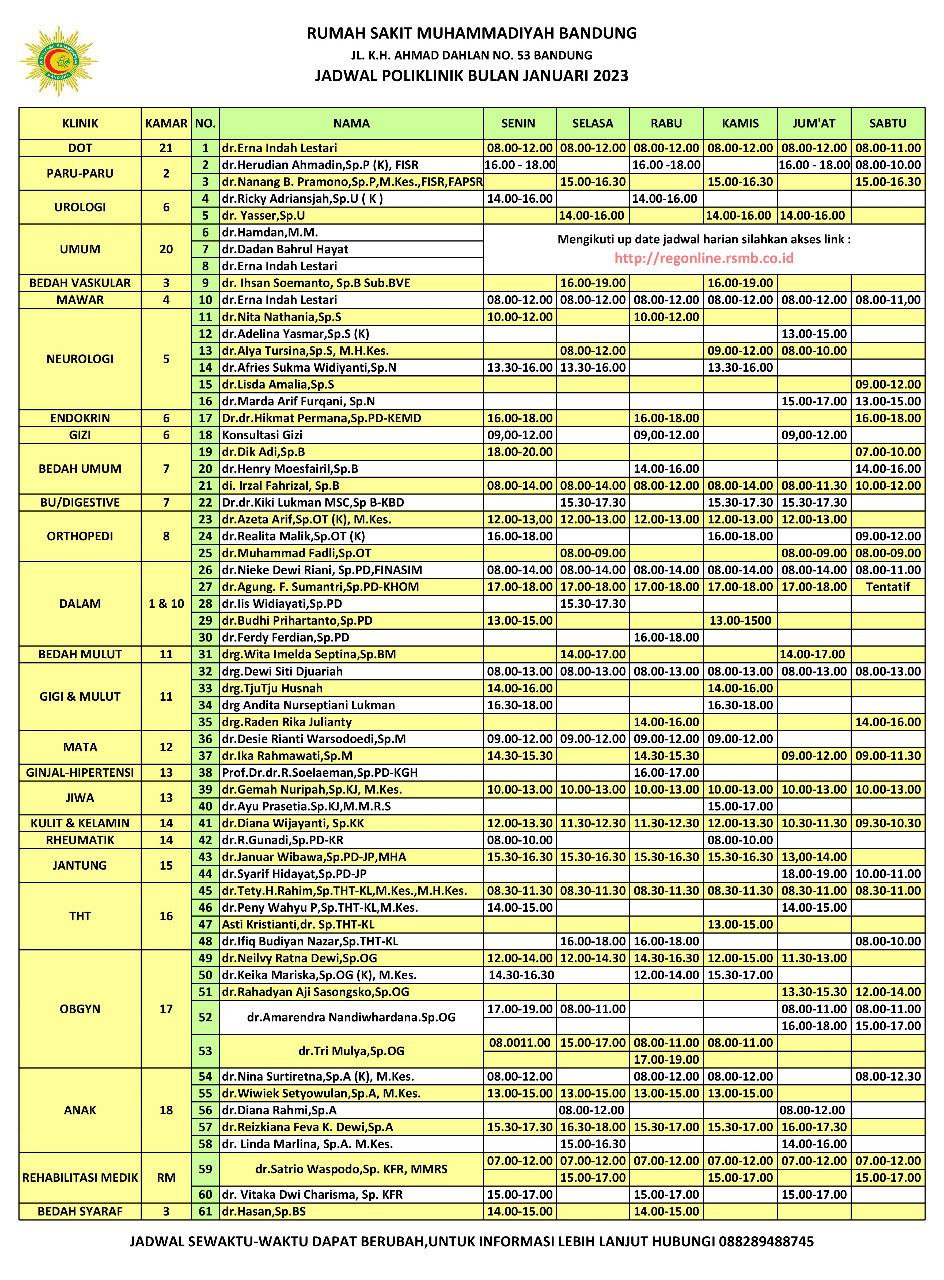 RUMAH SAKIT MUHAMMADIYAH BANDUNG
JL. K.H. AHMAD DAHLAN NO. 53 BANDUNG
JADWAL POLIKLINIK BULAN JANUARI 2023
KLINIK KAMAR NO. NAMA SENIN SELASA RABU KAMIS JUM'AT SABTU
DOT 21 1 dr.Erna Indah Lestari 08.00-12.00 08.00-12.00 08.00-12.00 08.00-12.00 08.00-12.00 08.00-11.00
PARU-PARU 2 2 dr.Herudian Ahmadin,Sp.P (K), FISR 16.00 - 18.00 16.00 -18.00 16.00 - 18.00 08.00-10.00
3 dr.Nanang B. Pramono,Sp.P,M.Kes.,FISR,FAPSR 15.00-16.30 15.00-16.30 15.00-16.30
UROLOGI 6 4 dr.Ricky Adriansjah,Sp.U ( K ) 14.00-16.00 14.00-16.00
5 dr. Yasser,Sp.U 14.00-16.00 14.00-16.00 14.00-16.00
UMUM 20 6 dr.Hamdan,M.M.
7 dr.Dadan Bahrul Hayat
8 dr.Erna Indah Lestari
Mengikuti up date jadwal harian silahkan akses link :
http://regonline.rsmb.co.id
BEDAH VASKULAR 3 9 dr. Ihsan Soemanto, Sp.B Sub.BVE 16.00-19.00 16.00-19.00
MAWAR 4 10 dr.Erna Indah Lestari 08.00-12.00 08.00-12.00 08.00-12.00 08.00-12.00 08.00-12.00 08.00-11,00
NEUROLOGI 5 11 dr.Nita Nathania,Sp.S 10.00-12.00 10.00-12.00
12 dr.Adelina Yasmar,Sp.S (K) 13.00-15.00
13 dr.Alya Tursina,Sp.S, M.H.Kes. 08.00-12.00 09.00-12.00 08.00-10.00
14 dr.Afries Sukma Widiyanti,Sp.N 13.30-16.00 13.30-16.00 13.30-16.00
15 dr.Lisda Amalia,Sp.S 09.00-12.00
16 dr.Marda Arif Furqani, Sp.N 15.00-17.00 13.00-15.00
ENDOKRIN 6 17 Dr.dr.Hikmat Permana,Sp.PD-KEMD 16.00-18.00 16.00-18.00 16.00-18.00
GIZI 6 18 Konsultasi Gizi 09,00-12.00 09,00-12.00 09,00-12.00
BEDAH UMUM 7 19 dr.Dik Adi,Sp.B 18.00-20.00 07.00-10.00
20 dr.Henry Moesfairil,Sp.B 14.00-16.00 14.00-16.00
21 di. Irzal Fahrizal, Sp.B 08.00-14.00 08.00-14.00 08.00-12.00 08.00-14.00 08.00-11.30 10.00-12.00
BU/DIGESTIVE 7 22 Dr.dr.Kiki Lukman MSC,Sp B-KBD 15.30-17.30 15.30-17.30 15.30-17.30
ORTHOPEDI 8 23 dr.Azeta Arif,Sp.OT (K), M.Kes. 12.00-13,00 12.00-13.00 12.00-13.00 12.00-13.00 12.00-13.00
24 dr.Realita Malik,Sp.OT (K) 16.00-18.00 16.00-18.00 09.00-12.00
25 dr.Muhammad Fadli,Sp.OT 08.00-09.00 08.00-09.00 08.00-09.00
DALAM 1 & 10 26 dr.Nieke Dewi Riani, Sp.PD,FINASIM 08.00-14.00 08.00-14.00 08.00-14.00 08.00-14.00 08.00-14.00 08.00-11.00
27 dr.Agung. F. Sumantri,Sp.PD-KHOM 17.00-18.00 17.00-18.00 17.00-18.00 17.00-18.00 17.00-18.00 Tentatif
28 dr.Iis Widiayati,Sp.PD 15.30-17.30
29 dr.Budhi Prihartanto,Sp.PD 13.00-15.00 13.00-1500
30 dr.Ferdy Ferdian,Sp.PD 16.00-18.00
BEDAH MULUT 11 31 drg.Wita Imelda Septina,Sp.BM 14.00-17.00 14.00-17.00
GIGI & MULUT 11 32 drg.Dewi Siti Djuariah 08.00-13.00 08.00-13.00 08.00-13.00 08.00-13.00 08.00-13.00 08.00-13.00
33 drg.TjuTju Husnah 14.00-16.00 14.00-16.00
34 drg Andita Nurseptiani Lukman 16.30-18.00 16.30-18.00
35 drg.Raden Rika Julianty 14.00-16.00 14.00-16.00
MATA 12 36 dr.Desie Rianti Warsodoedi,Sp.M 09.00-12.00 09.00-12.00 09.00-12.00 09.00-12.00
37 dr.Ika Rahmawati,Sp.M 14.30-15.30 14.30-15.30 09.00-12.00 09.00-11.30
GINJAL-HIPERTENSI 13 38 Prof.Dr.dr.R.Soelaeman,Sp.PD-KGH 16.00-17.00
JIWA 13 39 dr.Gemah Nuripah,Sp.KJ, M.Kes. 10.00-13.00 10.00-13.00 10.00-13.00 10.00-13.00 10.00-13.00 10.00-13.00
40 dr.Ayu Prasetia.Sp.KJ,M.M.R.S 15.00-17.00
KULIT & KELAMIN 14 41 dr.Diana Wijayanti, Sp.KK 12.00-13.30 11.30-12.30 11.30-12.30 12.00-13.30 10.30-11.30 09.30-10.30
RHEUMATIK 14 42 dr.R.Gunadi,Sp.PD-KR 08.00-10.00 08.00-10.00
JANTUNG 15 43 dr.Januar Wibawa,Sp.PD-JP,MHA 15.30-16.30 15.30-16.30 15.30-16.30 15.30-16.30 13,00-14.00
44 dr.Syarif Hidayat,Sp.PD-JP 18.00-19.00 10.00-11.00
THT 16 45 dr.Tety.H.Rahim,Sp.THT-KL,M.Kes.,M.H.Kes. 08.30-11.30 08.30-11.30 08.30-11.30 08.30-11.30 08.30-11.00 08.30-11.00
46 dr.Peny Wahyu P,Sp.THT-KL,M.Kes. 14.00-15.00 14.00-15.00
47 Asti Kristianti,dr. Sp.THT-KL 13.00-15.00
48 dr.Ifiq Budiyan Nazar,Sp.THT-KL 16.00-18.00 16.00-18.00 08.00-10.00
OBGYN 17 49 dr.Neilvy Ratna Dewi,Sp.OG 12.00-14.00 12.00-14.30 14.30-16.30 12.00-15.00 11.30-13.00
50 dr.Keika Mariska,Sp.OG (K), M.Kes. 14.30-16.30 12.00-14.00 15.30-17.00
51 dr.Rahadyan Aji Sasongsko,Sp.OG 13.30-15.30 12.00-14.00
52 dr.Amarendra Nandiwhardana.Sp.OG 17.00-19.00 08.00-11.00 08.00-11.00 08.00-11.00
16.00-18.00 15.00-17.00
53 dr.Tri Mulya,Sp.OG 08.0011.00 15.00-17.00 08.00-11.00 08.00-11.00
17.00-19.00
ANAK 18 54 dr.Nina Surtiretna,Sp.A (K), M.Kes. 08.00-12.00 08.00-12.00 08.00-12.00 08.00-12.30
55 dr.Wiwiek Setyowulan,Sp.A, M.Kes. 13.00-15.00 13.00-15.00 13.00-15.00 13.00-15.00
56 dr.Diana Rahmi,Sp.A 08.00-12.00 08.00-12.00
57 dr.Reizkiana Feva K. Dewi,Sp.A 15.30-17.30 16.30-18.00 15.30-17.00 15.30-17.00 16.00-17.30
58 dr. Linda Marlina, Sp.A. M.Kes. 15.00-16.30 14.00-16.00
REHABILITASI MEDIK RM 59 dr.Satrio Waspodo,Sp. KFR, MMRS 07.00-12.00 07.00-12.00 07.00-12.00 07.00-12.00 07.00-12.00 07.00-12.00
15.00-17.00 15.00-17.00 15.00-17.00
60 dr. Vitaka Dwi Charisma, Sp. KFR 15.00-17.00 15.00-17.00 15.00-17.00
BEDAH SYARAF 3 61 dr.Hasan,Sp.BS 14.00-15.00 14.00-15.00
JADWAL SEWAKTU-WAKTU DAPAT BERUBAH,UNTUK INFORMASI LEBIH LANJUT HUBUNGI 088289488745